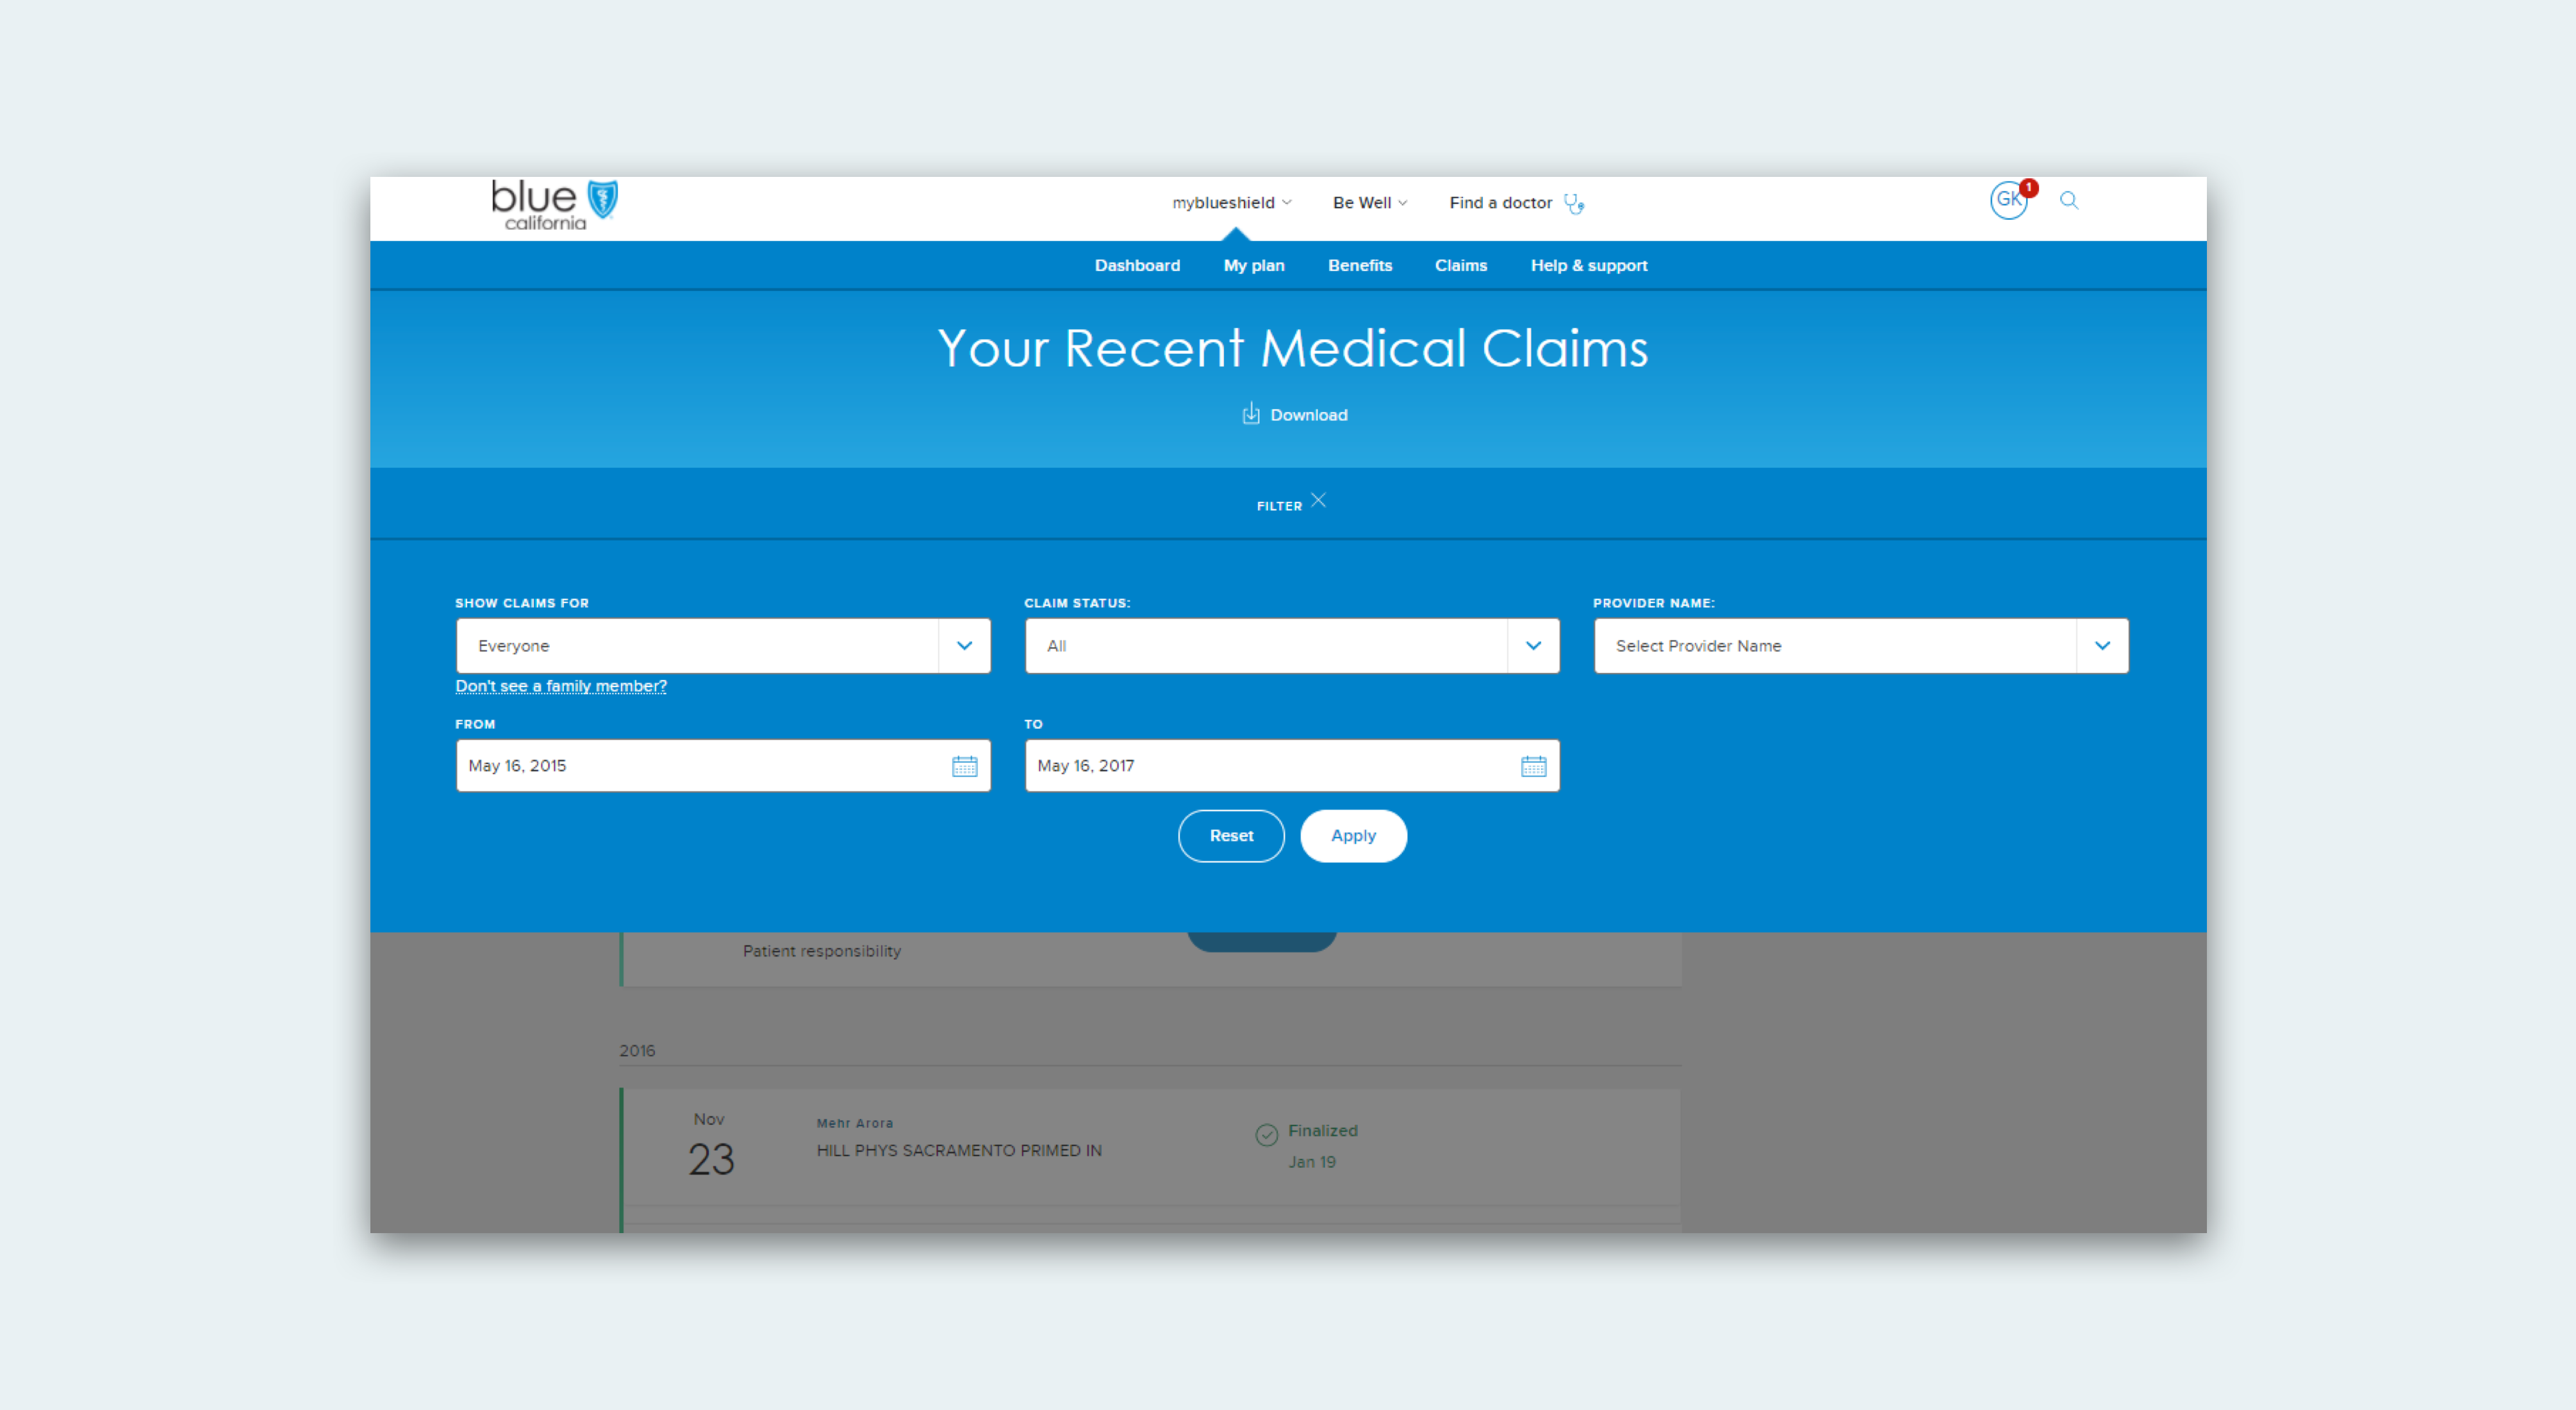 blue
california
myblueshield
Be Well
Find a doctor
GK
1
Dashboard
My plan
Benefits
Claims
Help & support
Your Recent Medical Claims
Download
FILTER
SHOW CLAIMS FOR
CLAIM STATUS:
PROVIDER NAME:
Everyone
All
Select Provider Name
Don't see a family member?
FROM
TO
May 16, 2015
May 16, 2017
Reset
Apply
Patient responsibility
2016
Nov
23
Mehr Arora
HILL PHYS SACRAMENTO PRIMED IN
Finalized
Jan 19